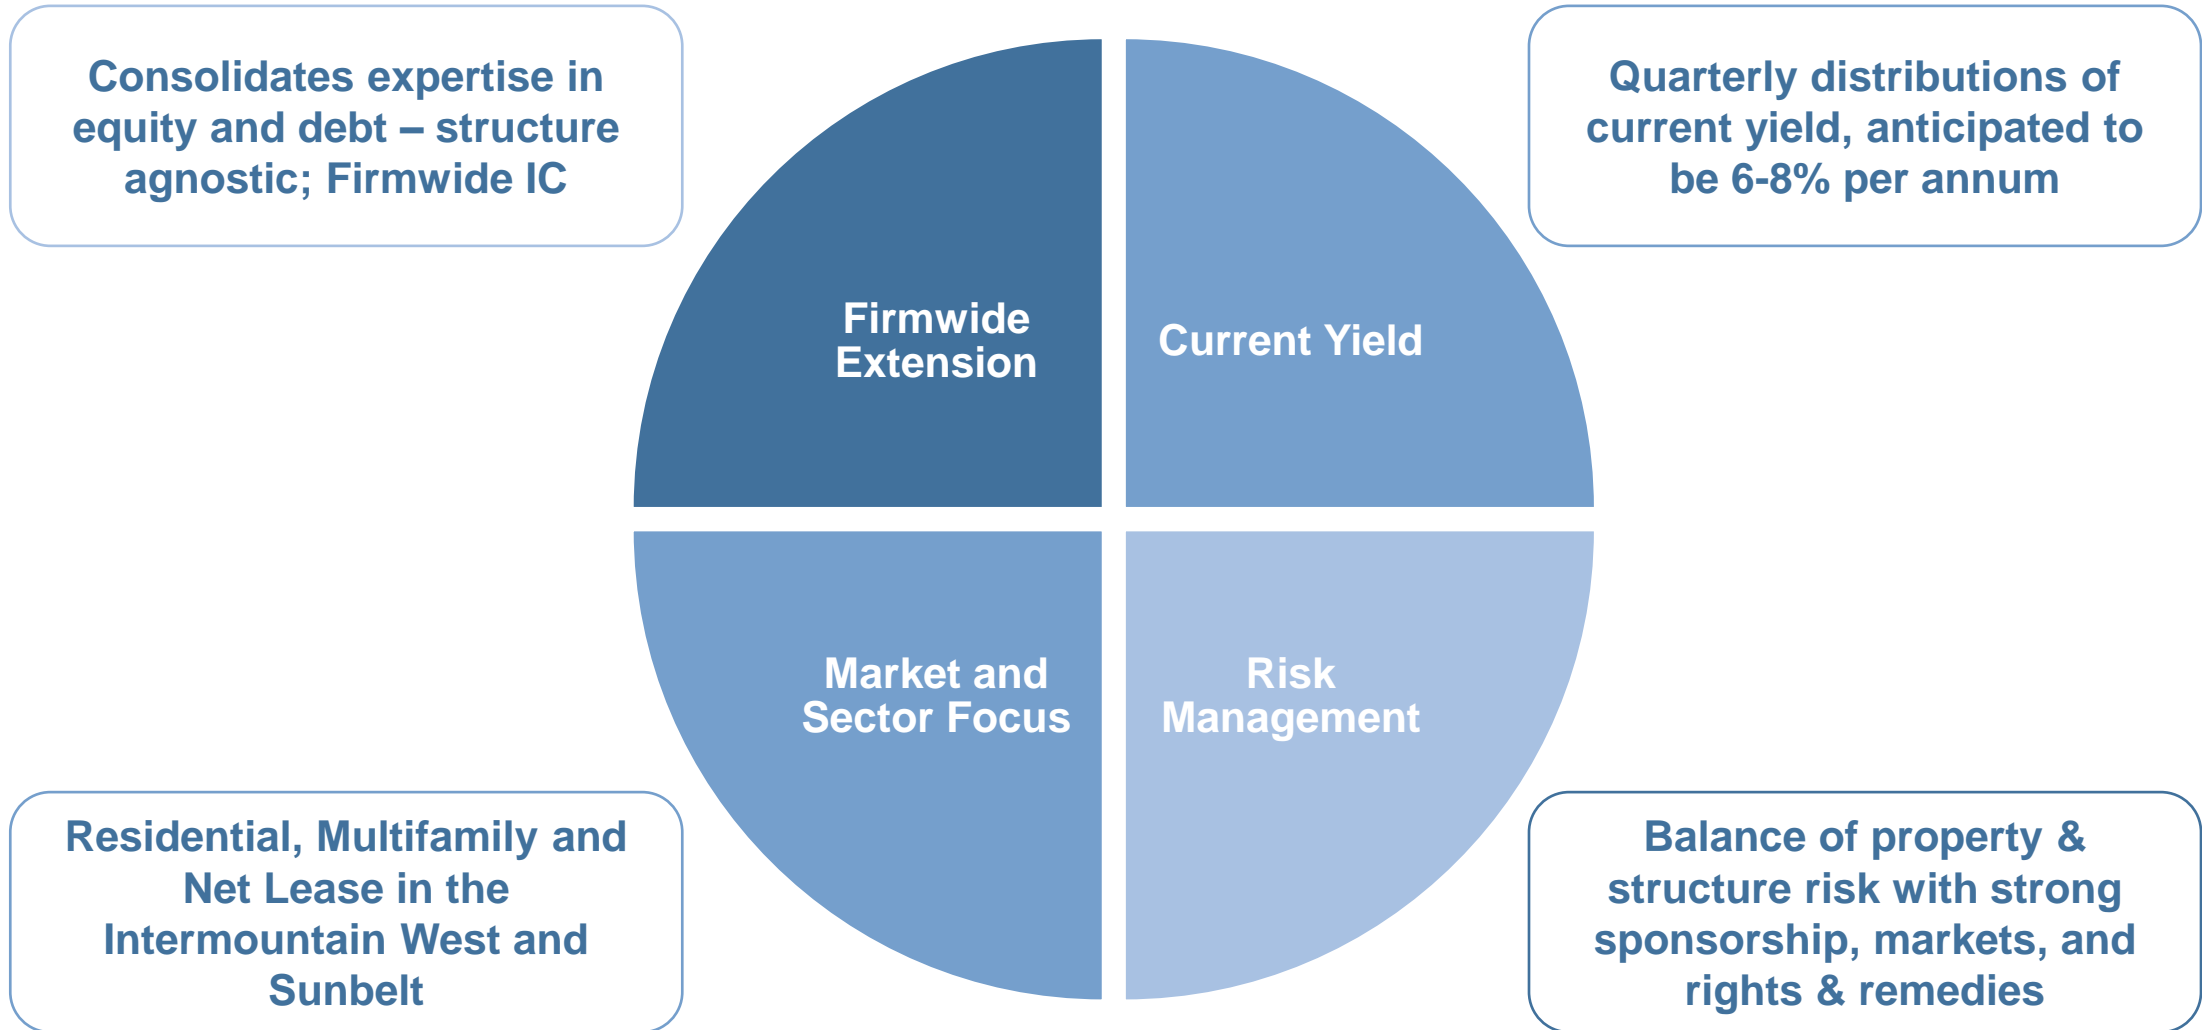 Consolidates expertise in
equity and debt – structure
agnostic; Firmwide IC
Quarterly distributions of
current yield, anticipated to
be 6-8% per annum
Firmwide
Extension
Current Yield
Market and
Sector Focus
Risk
Management
Residential, Multifamily and
Net Lease in the
Intermountain West and
Sunbelt
Balance of property &
structure risk with strong
sponsorship, markets, and
rights & remedies